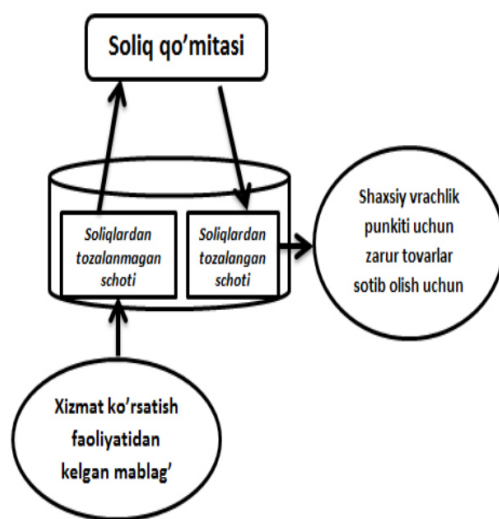 Soliq qo’mitasi
Soliqlardan
tozalanmagan
schoti
Soliqlardan
tozalangan
schoti
Shaxsiy vrachlik
punkiti uchun
zarur tovarlar
sotib olish uchun
Xizmat ko’rsatish
faoliyatidan
kelgan mablag’